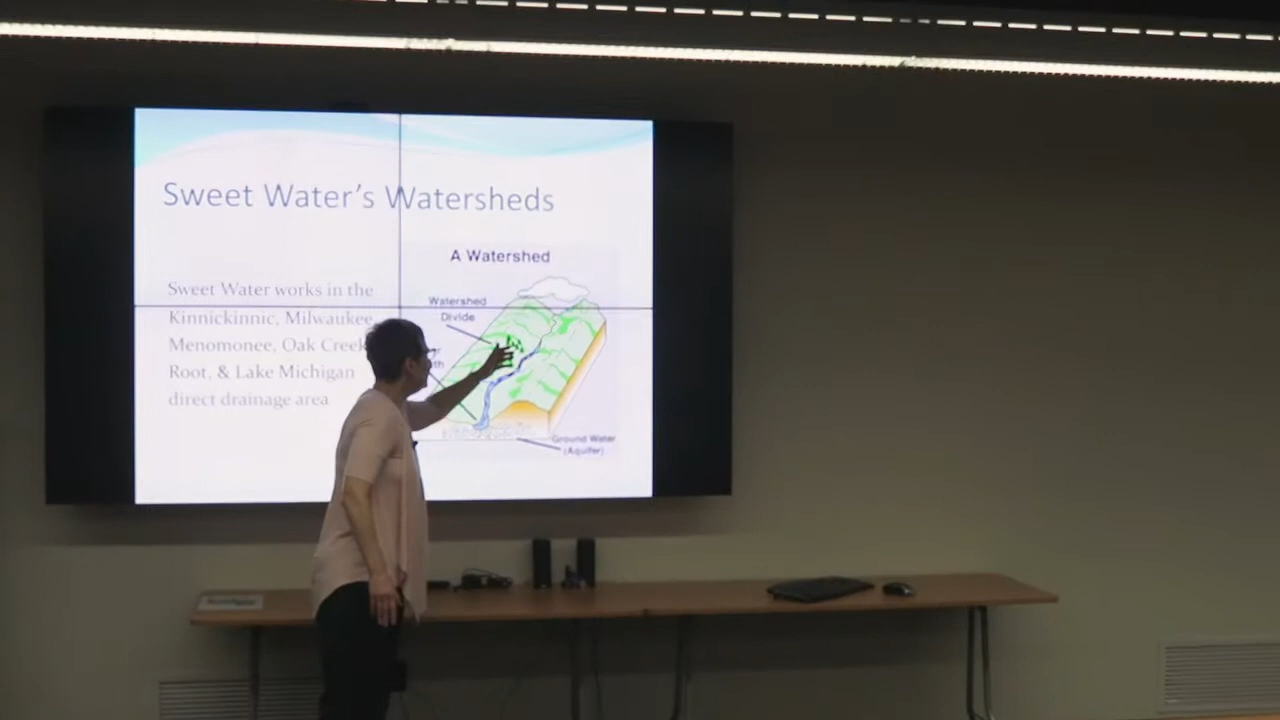 Sweet Water's Watersheds
Sweet Water works in the
Kinnickinnic, Milwaukee,
Menomonee, Oak Creek
Root, & Lake Michigan
direct drainage area
A Watershed
Watershed
Divide
Ground Water
(Aquifer)